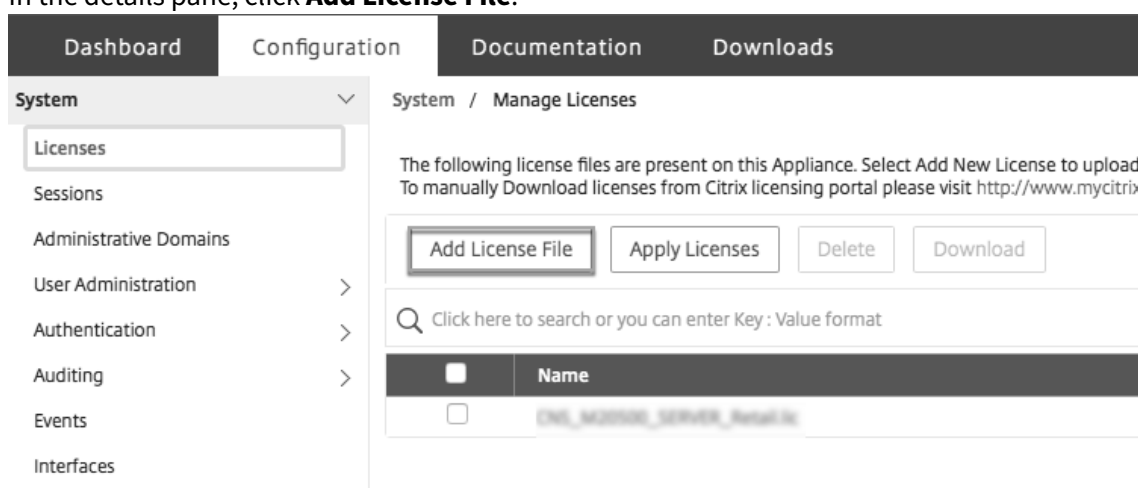 In the details pane, click Add License File.
Dashboard Configuration Documentation Downloads
System
Licenses
Sessions
Administrative Domains
User Administration
Authentication
Auditing
Events
Interfaces
System / Manage Licenses
The following license files are present on this Appliance. Select Add New License to upload
To manually Download licenses from Citrix licensing portal please visit http://www.mycitrix
Add License File Apply Licenses Delete Download
Click here to search or you can enter Key : Value format
Name